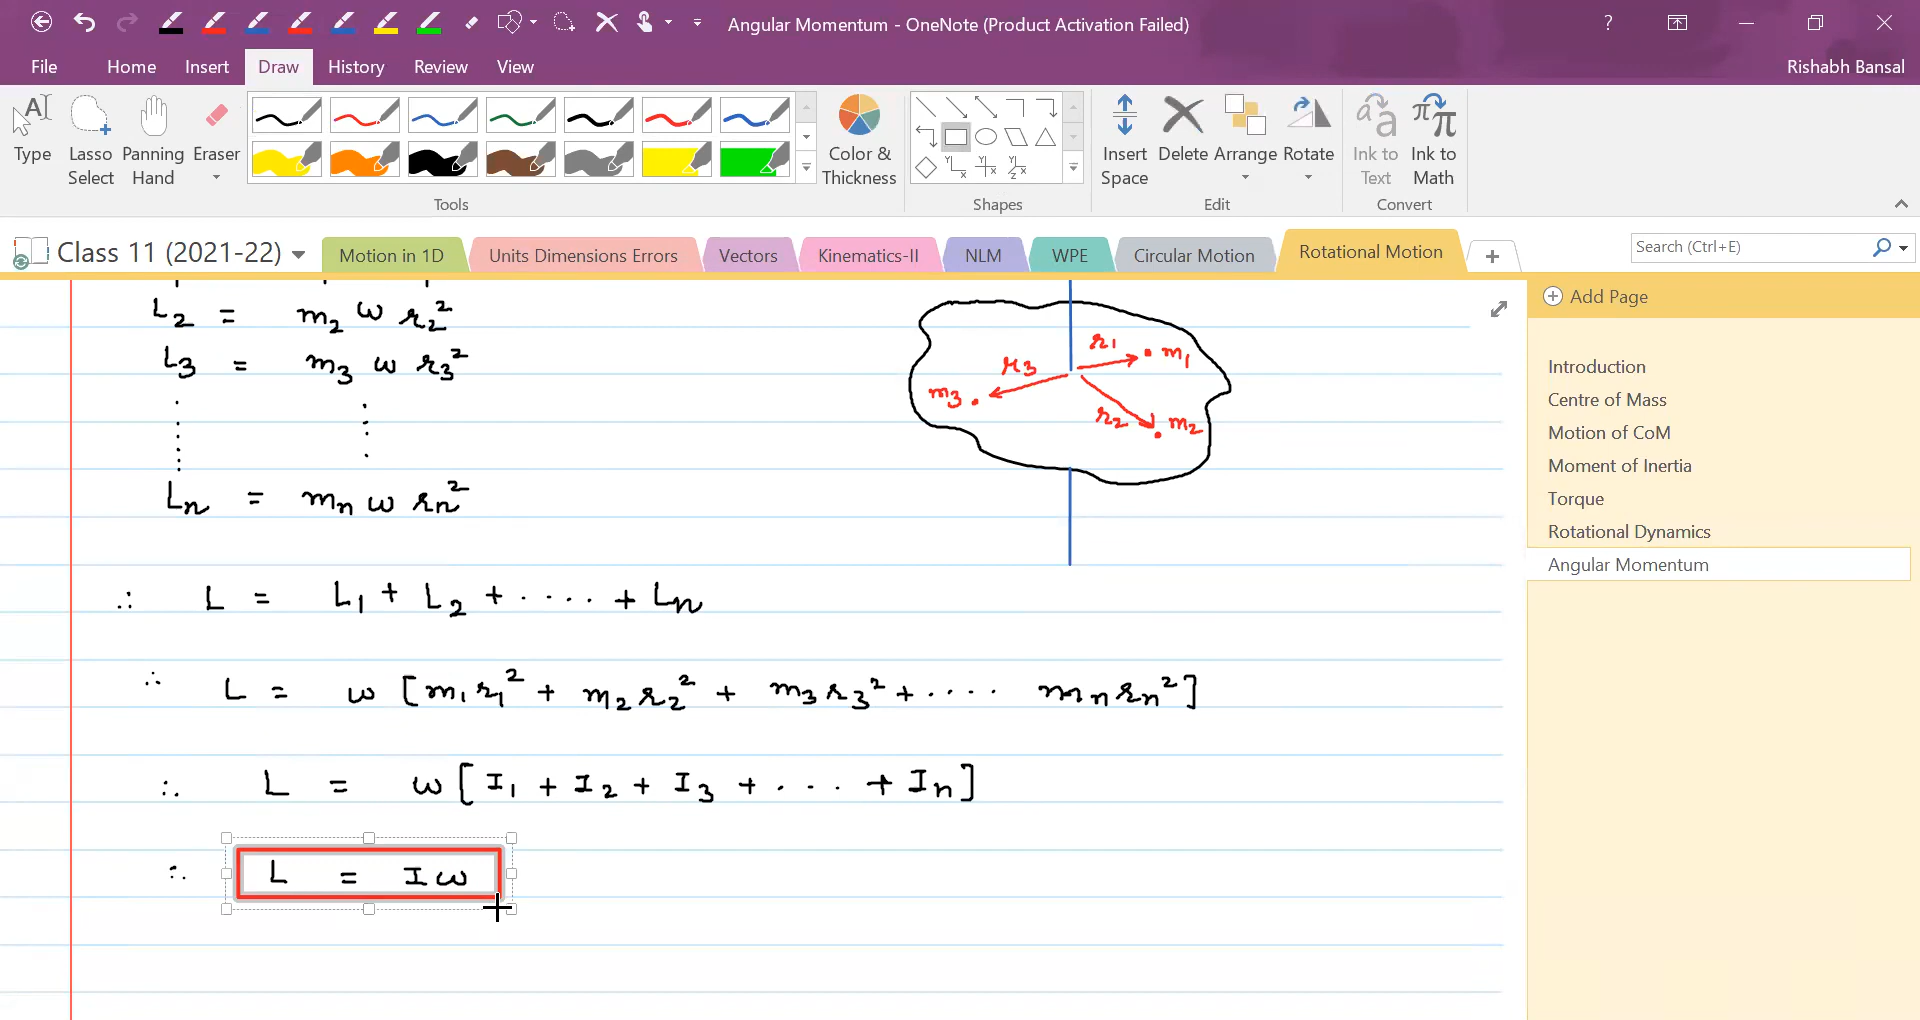 Angular Momentum - OneNote (Product Activation Failed)
?
File Home Insert Draw History Review View
Rishabh Bansal
Type
Lasso Select
Panning Hand
Eraser
Color & Thickness
Insert Space
Delete
Arrange
Rotate
Ink to Text
Ink to Math
Tools Shapes Edit Convert
Class 11 (2021-22)
Motion in 1D Units Dimensions Errors Vectors Kinematics-II NLM WPE Circular Motion Rotational Motion
Search (Ctrl+E)
Add Page
Introduction
Centre of Mass
Motion of CoM
Moment of Inertia
Torque
Rotational Dynamics
Angular Momentum
L₂ = m₂ ω r₂²
L₃ = m₃ ω r₃²
Lₙ = mₙ ω rₙ²
r₁ m₁
r₃
m₃
r₂ m₂
∴ L = L₁ + L₂ + ····· + Lₙ
∴ L = ω [m₁r₁² + m₂r₂² + m₃r₃² + ····· mₙrₙ²]
∴ L = ω [I₁ + I₂ + I₃ + ····· + Iₙ]
∴ L = Iω